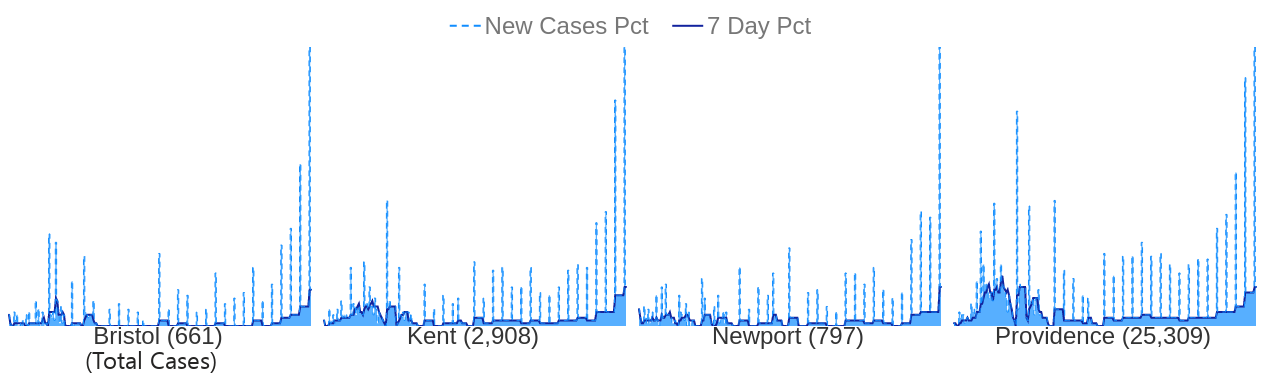 New Cases Pct 7 Day Pct
Bristol (661) Kent (2,908) Newport (797) Providence (25,309)
(Total Cases)